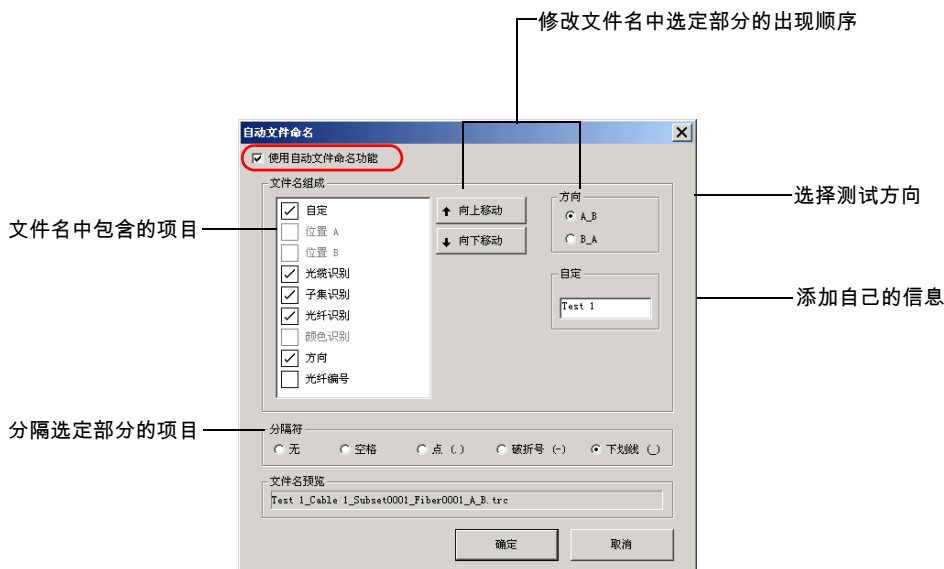 修改文件名中选定部分的出现顺序
自动文件命名
使用自动文件命名功能
文件名组成
自定
位置 A
位置 B
光缆识别
子集识别
光纤识别
颜色识别
方向
光纤编号
向上移动
向下移动
方向
A_B
B_A
自定
Test 1
选择测试方向
文件名中包含的项目
添加自己的信息
分隔选定部分的项目
分隔符
无 空格 点 (.) 破折号 (-) 下划线 (_)
文件名预览
Test 1_Cable 1_Subset0001_Fiber0001_A_B.trc
确定 取消